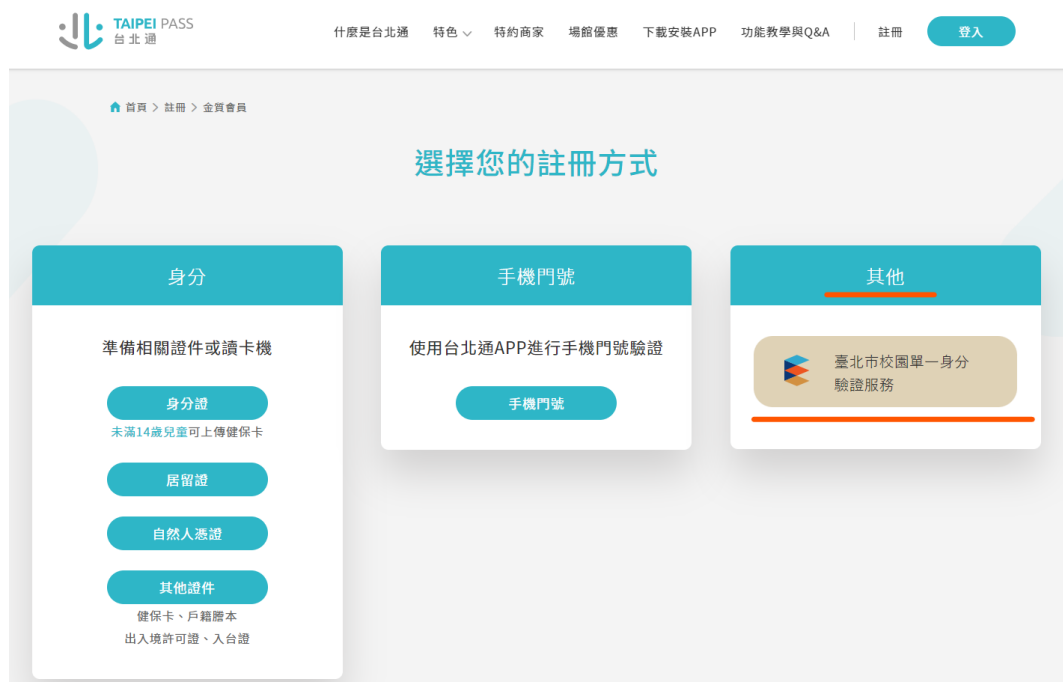 TAIPEI PASS
台北通
什麼是台北通
特色
特約商家
場館優惠
下載安裝APP
功能教學與Q&A
註冊
登入
首頁 > 註冊 > 金質會員
選擇您的註冊方式
身分
準備相關證件或讀卡機
身分證
未滿14歲兒童可上傳健保卡
居留證
自然人憑證
其他證件
健保卡、戶籍謄本
出入境許可證、入台證
手機門號
使用台北通APP進行手機門號驗證
手機門號
其他
臺北市校園單一身分
驗證服務